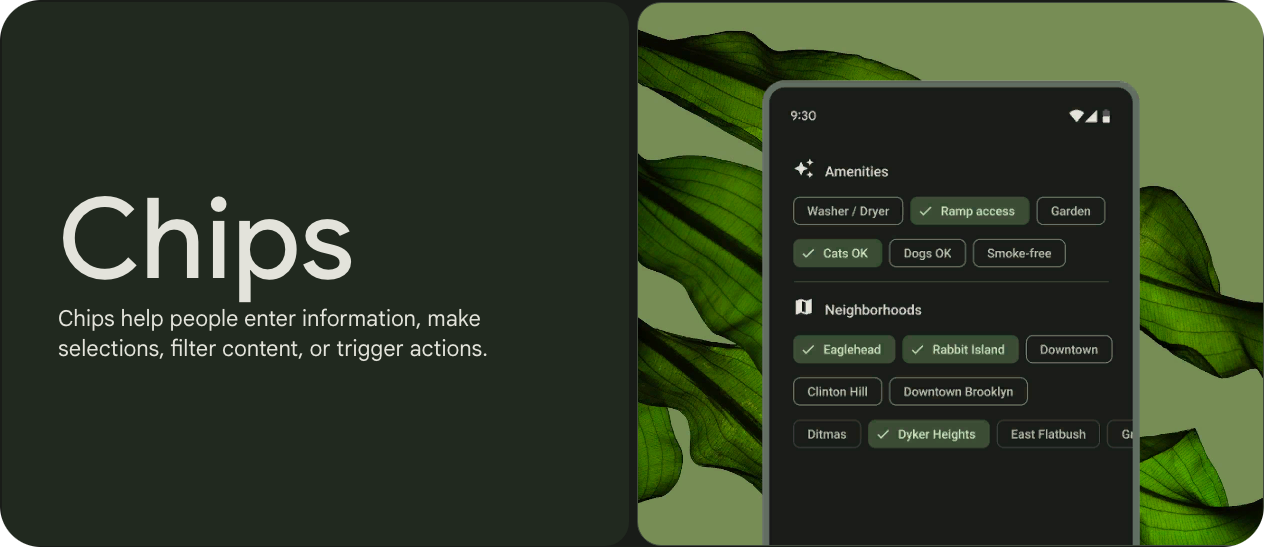 Chips
Chips help people enter information, make
selections, filter content, or trigger actions.
9:30
Amenities
Washer / Dryer Ramp access Garden
Cats OK Dogs OK Smoke-free
Neighborhoods
Eaglehead Rabbit Island Downtown
Clinton Hill Downtown Brooklyn
Ditmas Dyker Heights East Flatbush